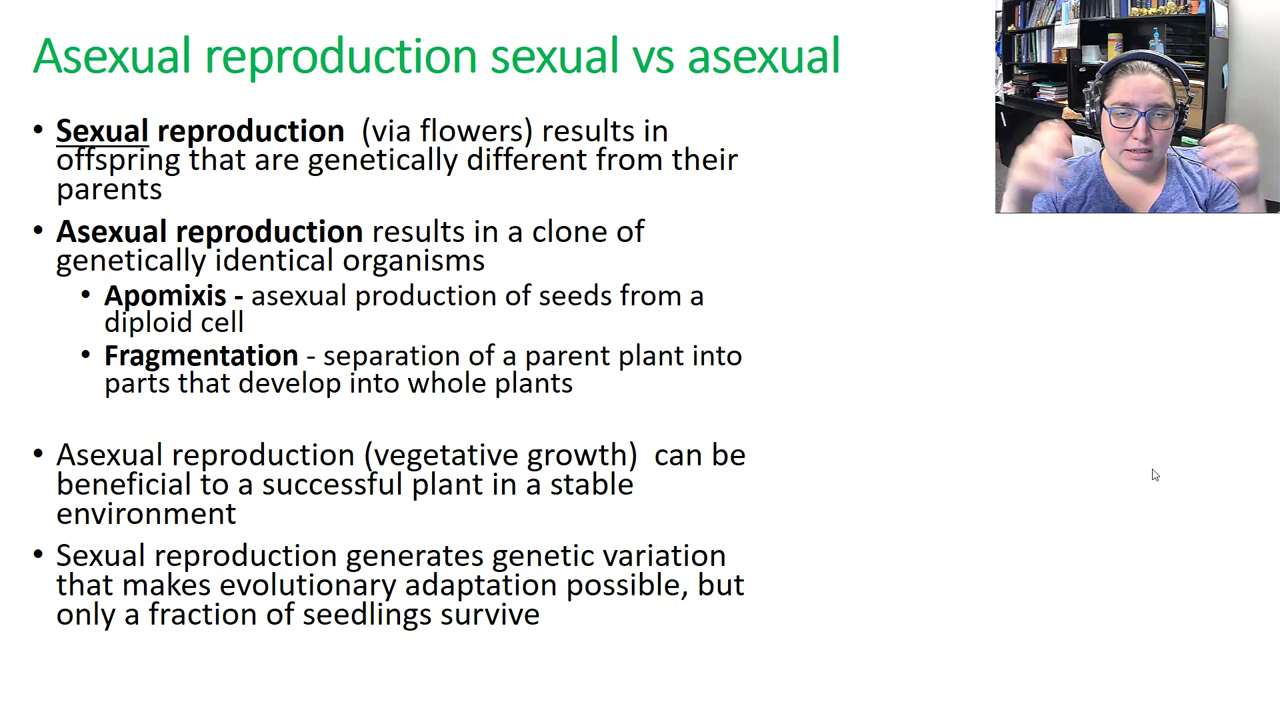 Asexual reproduction sexual vs asexual
• Sexual reproduction (via flowers) results in
offspring that are genetically different from their
parents
• Asexual reproduction results in a clone of
genetically identical organisms
• Apomixis - asexual production of seeds from a
diploid cell
• Fragmentation - separation of a parent plant into
parts that develop into whole plants
• Asexual reproduction (vegetative growth) can be
beneficial to a successful plant in a stable
environment
• Sexual reproduction generates genetic variation
that makes evolutionary adaptation possible, but
only a fraction of seedlings survive